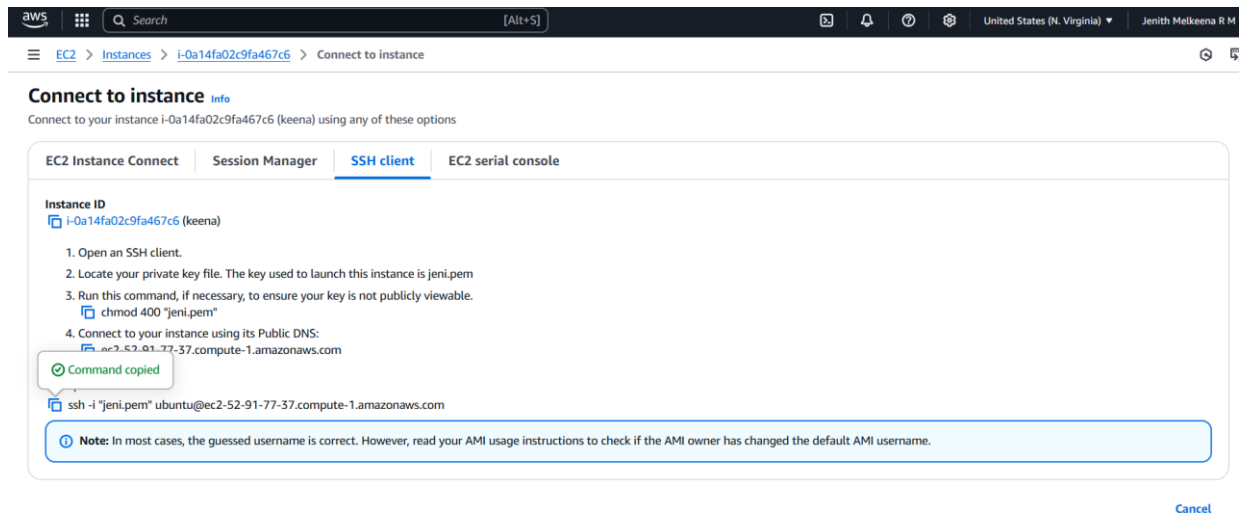 aws Search [Alt+S] United States (N. Virginia) Jenith Melkeena R M
EC2 > Instances > i-0a14fa02c9fa467c6 > Connect to instance
Connect to instance Info
Connect to your instance i-0a14fa02c9fa467c6 (keena) using any of these options
EC2 Instance Connect Session Manager SSH client EC2 serial console
Instance ID
i-0a14fa02c9fa467c6 (keena)
1. Open an SSH client.
2. Locate your private key file. The key used to launch this instance is jeni.pem
3. Run this command, if necessary, to ensure your key is not publicly viewable.
chmod 400 "jeni.pem"
4. Connect to your instance using its Public DNS:
ec2-52-91-77-37.compute-1.amazonaws.com
Command copied
ssh -i "jeni.pem" ubuntu@ec2-52-91-77-37.compute-1.amazonaws.com
Note: In most cases, the guessed username is correct. However, read your AMI usage instructions to check if the AMI owner has changed the default AMI username.
Cancel